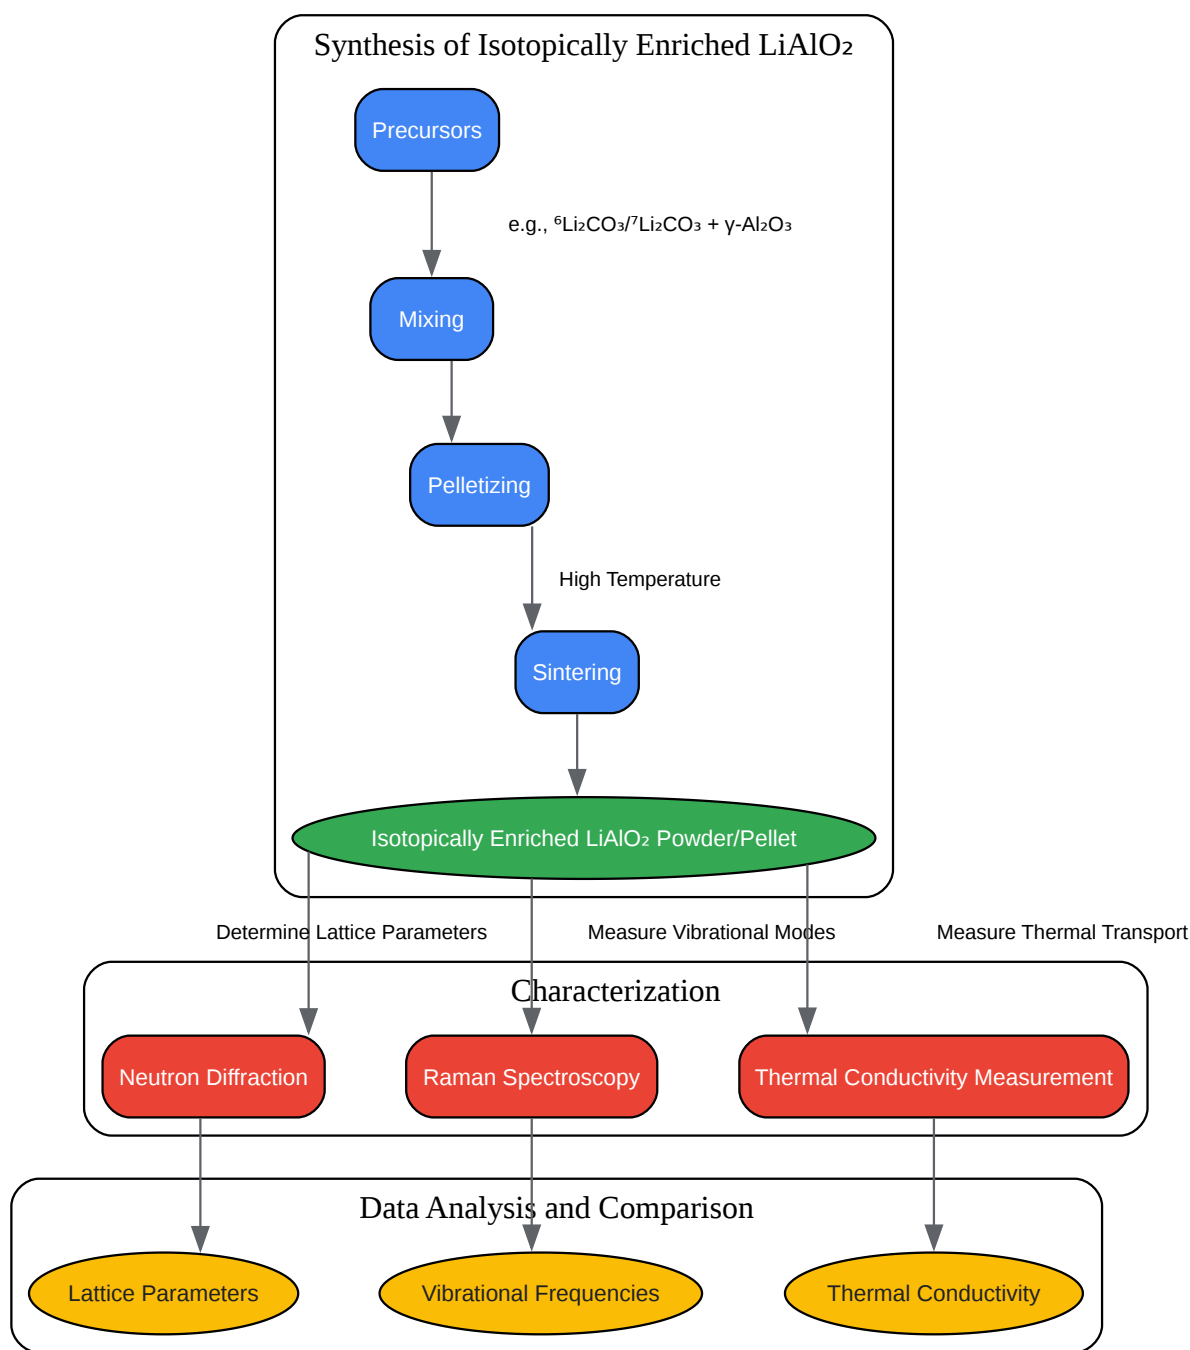 Synthesis of Isotopically Enriched LiAlO₂
Precursors
e.g., ⁶Li₂CO₃/⁷Li₂CO₃ + γ-Al₂O₃
Mixing
Pelletizing
High Temperature
Sintering
Isotopically Enriched LiAlO₂ Powder/Pellet
Determine Lattice Parameters
Measure Vibrational Modes
Measure Thermal Transport
Characterization
Neutron Diffraction
Raman Spectroscopy
Thermal Conductivity Measurement
Data Analysis and Comparison
Lattice Parameters
Vibrational Frequencies
Thermal Conductivity